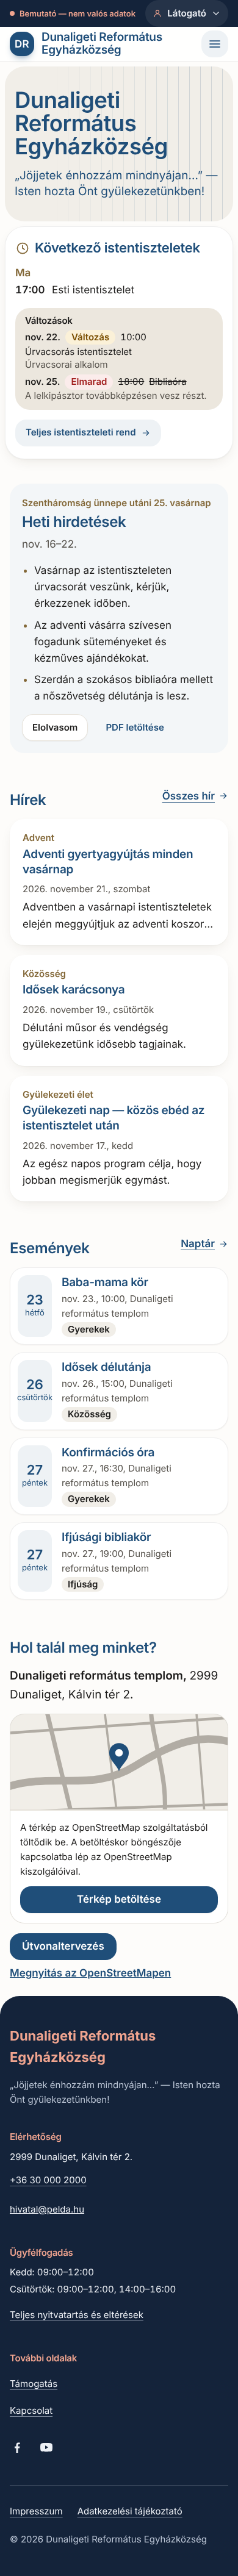 Bemutató — nem valós adatok
Látogató
DR
Dunaligeti Református
Egyházközség
Dunaligeti
Református
Egyházközség
„Jöjjetek énhozzám mindnyájan…” —
Isten hozta Önt gyülekezetünkben!
Következő istentiszteletek
Ma
17:00 Esti istentisztelet
Változások
nov. 22. Változás 10:00
Úrvacsorás istentisztelet
Úrvacsorai alkalom
nov. 25. Elmarad 18:00 Bibliaóra
A lelkipásztor továbbképzésen vesz részt.
Teljes istentiszteleti rend →
Szentháromság ünnepe utáni 25. vasárnap
Heti hirdetések
nov. 16–22.
• Vasárnap az istentiszteleten
úrvacsorát veszünk, kérjük,
érkezzenek időben.
• Az adventi vásárra szívesen
fogadunk süteményeket és
kézműves ajándékokat.
• Szerdán a szokásos bibliaóra mellett
a nőszövetség délutánja is lesz.
Elolvasom
PDF letöltése
Hírek
Összes hír →
Advent
Adventi gyertyagyújtás minden
vasárnap
2026. november 21., szombat
Adventben a vasárnapi istentiszteletek
elején meggyújtjuk az adventi koszor…
Közösség
Idősek karácsonya
2026. november 19., csütörtök
Délutáni műsor és vendégség
gyülekezetünk idősebb tagjainak.
Gyülekezeti élet
Gyülekezeti nap — közös ebéd az
istentisztelet után
2026. november 17., kedd
Az egész napos program célja, hogy
jobban megismerjük egymást.
Események
Naptár →
23
hétfő
Baba-mama kör
nov. 23., 10:00, Dunaligeti
református templom
Gyerekek
26
csütörtök
Idősek délutánja
nov. 26., 15:00, Dunaligeti
református templom
Közösség
27
péntek
Konfirmációs óra
nov. 27., 16:30, Dunaligeti
református templom
Gyerekek
27
péntek
Ifjúsági bibliakör
nov. 27., 19:00, Dunaligeti
református templom
Ifjúság
Hol talál meg minket?
Dunaligeti református templom, 2999
Dunaliget, Kálvin tér 2.
A térkép az OpenStreetMap szolgáltatásból
töltődik be. A betöltéskor böngészője
kapcsolatba lép az OpenStreetMap
kiszolgálóival.
Térkép betöltése
Útvonaltervezés
Megnyitás az OpenStreetMapen
Dunaligeti Református
Egyházközség
„Jöjjetek énhozzám mindnyájan…” — Isten hozta
Önt gyülekezetünkben!
Elérhetőség
2999 Dunaliget, Kálvin tér 2.
+36 30 000 2000
hivatal@pelda.hu
Ügyfélfogadás
Kedd: 09:00–12:00
Csütörtök: 09:00–12:00, 14:00–16:00
Teljes nyitvatartás és eltérések
További oldalak
Támogatás
Kapcsolat
Impresszum
Adatkezelési tájékoztató
© 2026 Dunaligeti Református Egyházközség